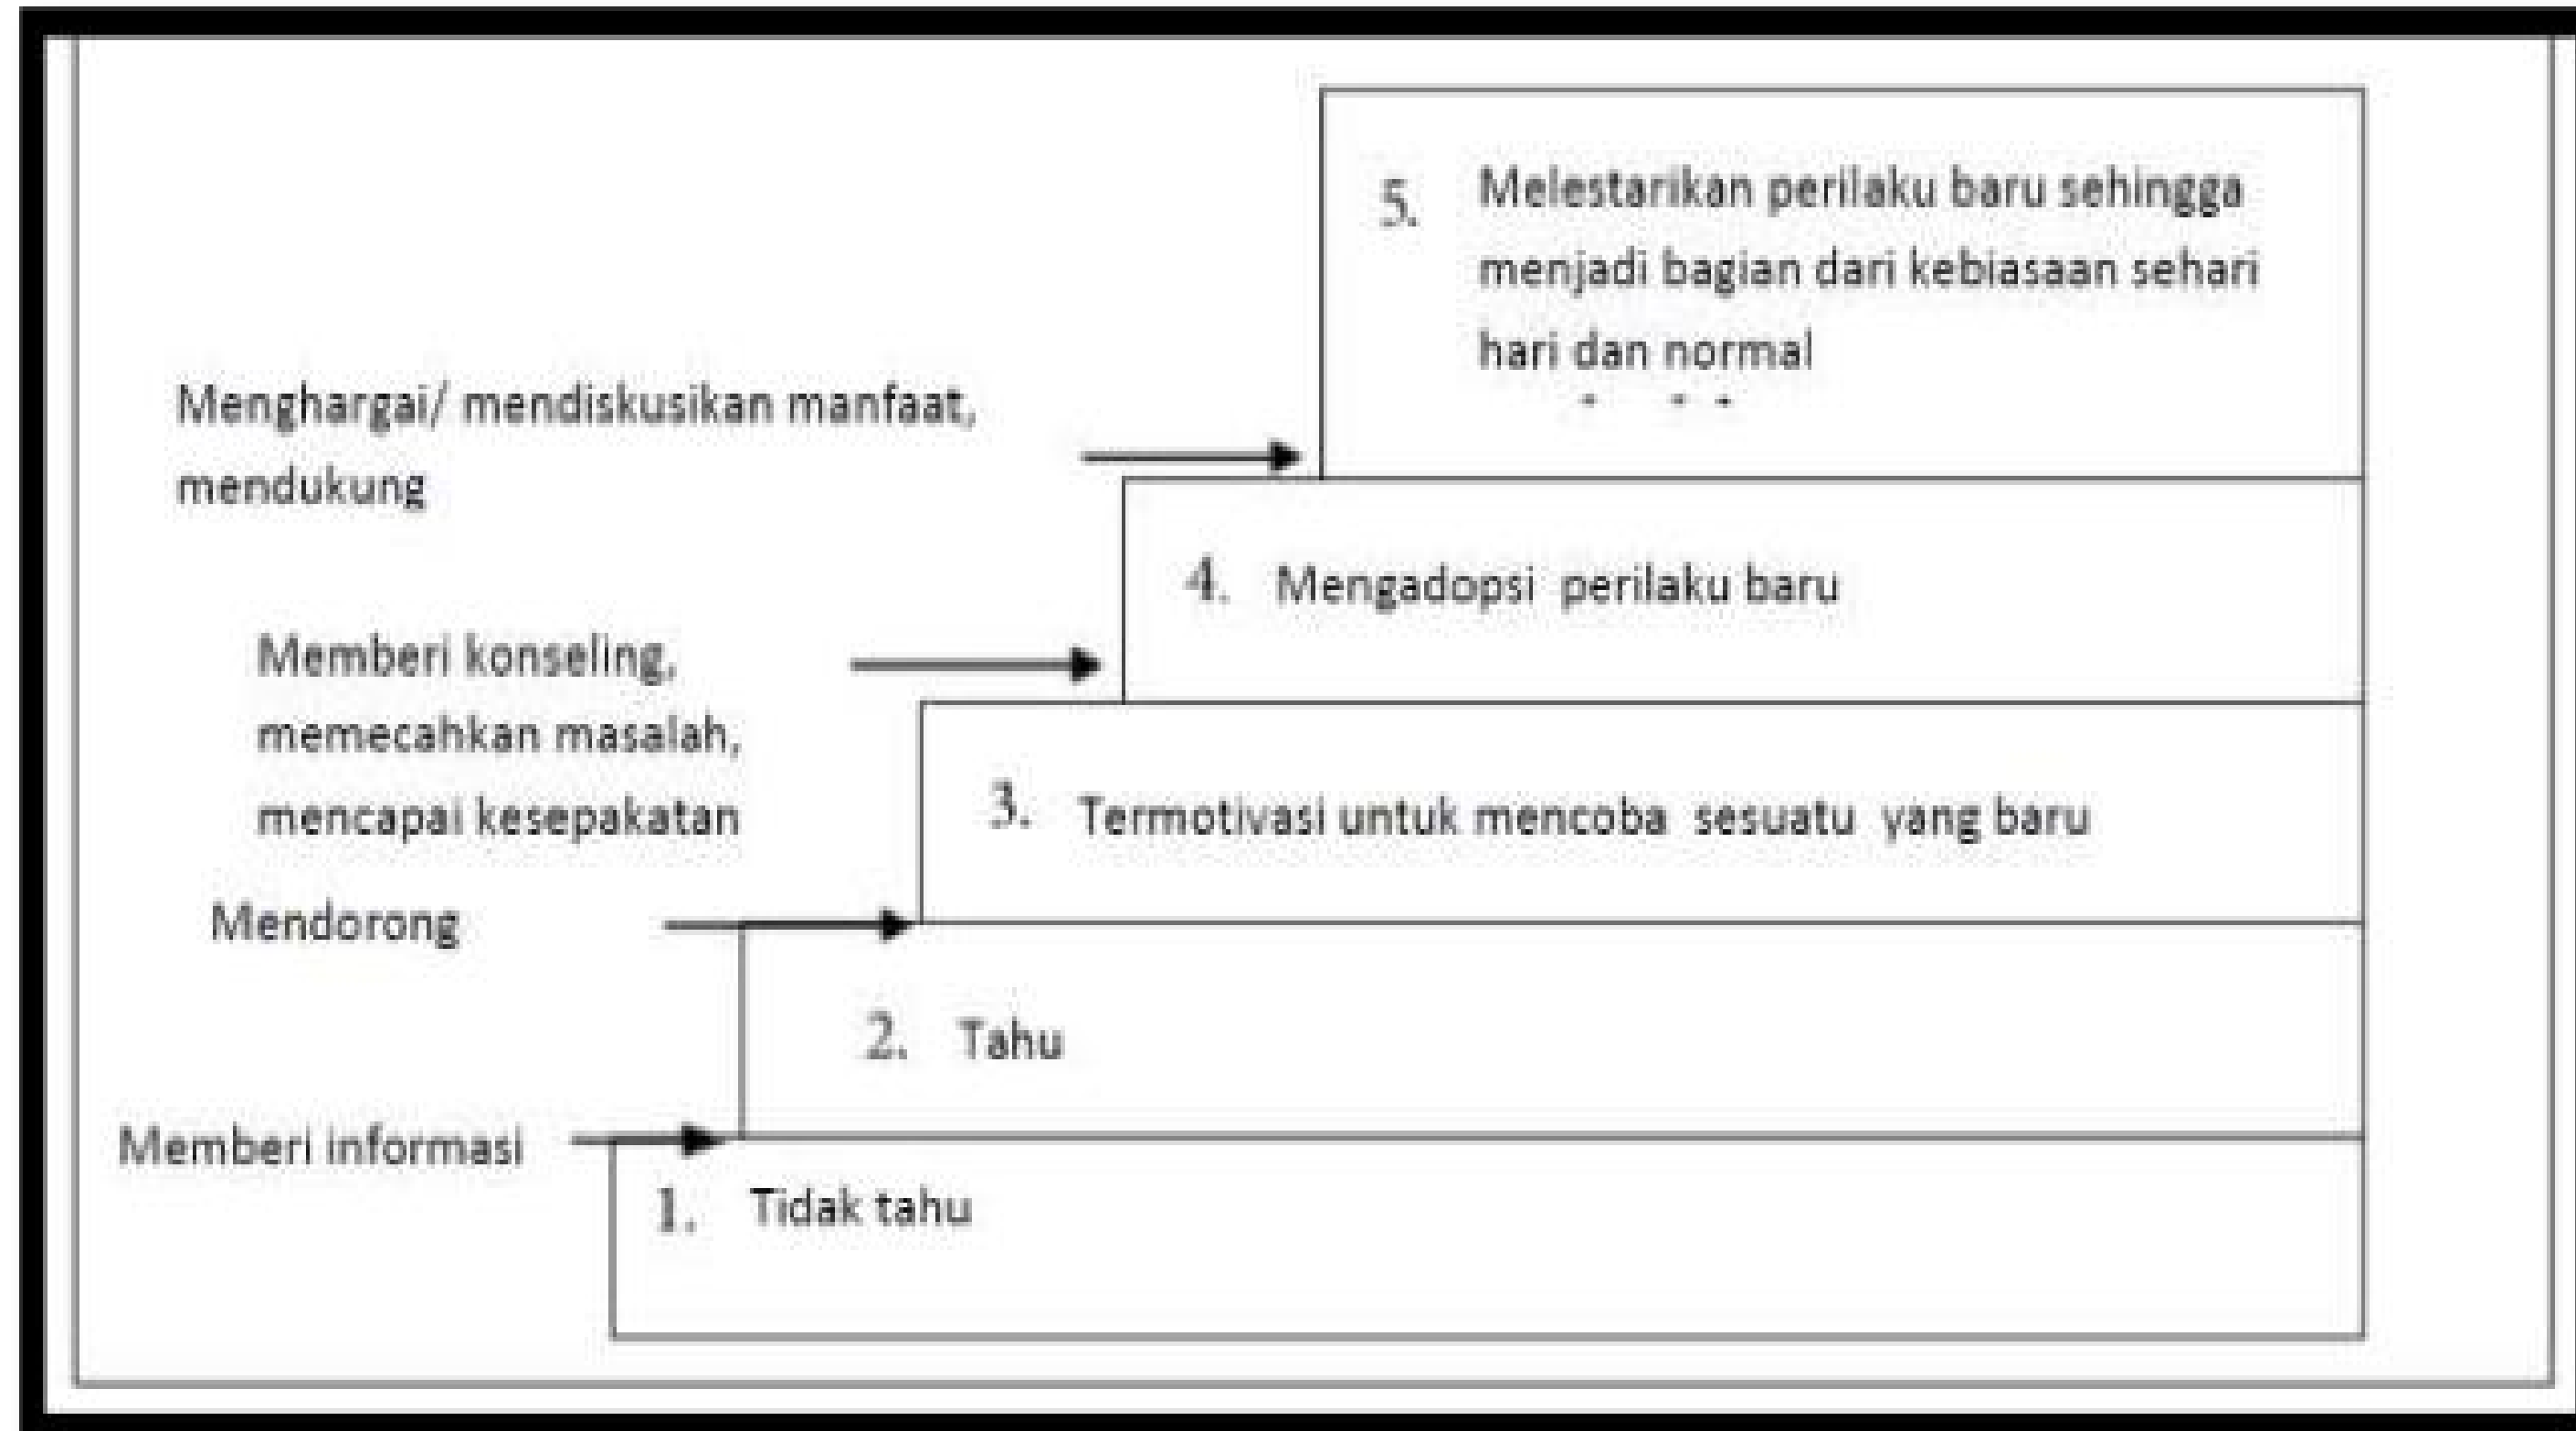 5. Melestarikan perilaku baru sehingga
menjadi bagian dari kebiasaan sehari
hari dan normal
Menghargai/ mendiskusikan manfaat,
mendukung
4. Mengadopsi perilaku baru
Memberi konseling,
memecahkan masalah,
mencapai kesepakatan
3. Termotivasi untuk mencoba sesuatu yang baru
Mendorong
2. Tahu
Memberi informasi
1. Tidak tahu